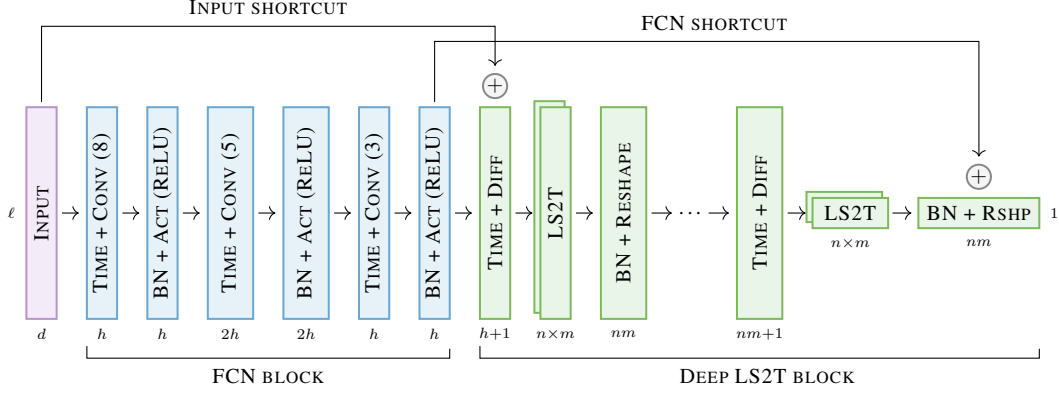 INPUT SHORTCUT
FCN SHORTCUT
+
+
ℓ
INPUT
TIME + CONV (8)
BN + ACT (RELU)
TIME + CONV (5)
BN + ACT (RELU)
TIME + CONV (3)
BN + ACT (RELU)
TIME + DIFF
LS2T
BN + RESHAPE
...
TIME + DIFF
LS2T
BN + RSHP
1
d
h
h
2h
2h
h
h
h+1
n×m
nm
nm+1
n×m
nm
FCN BLOCK
DEEP LS2T BLOCK